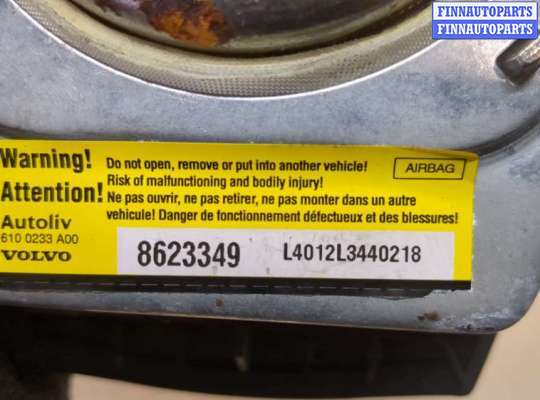 FINNAUTOPARTS
FINNAUTOPARTS
Warning!
Do not open, remove or put into another vehicle!
AIRBAG
Risk of malfunctioning and bodily injury!
Attention!
Ne pas ouvrir, ne pas retirer, ne pas monter dans un autre
vehicule! Danger de fonctionnement défectueux et des blessures!
Autoliv
610 0233 A00
VOLVO
8623349
L4012L3440218